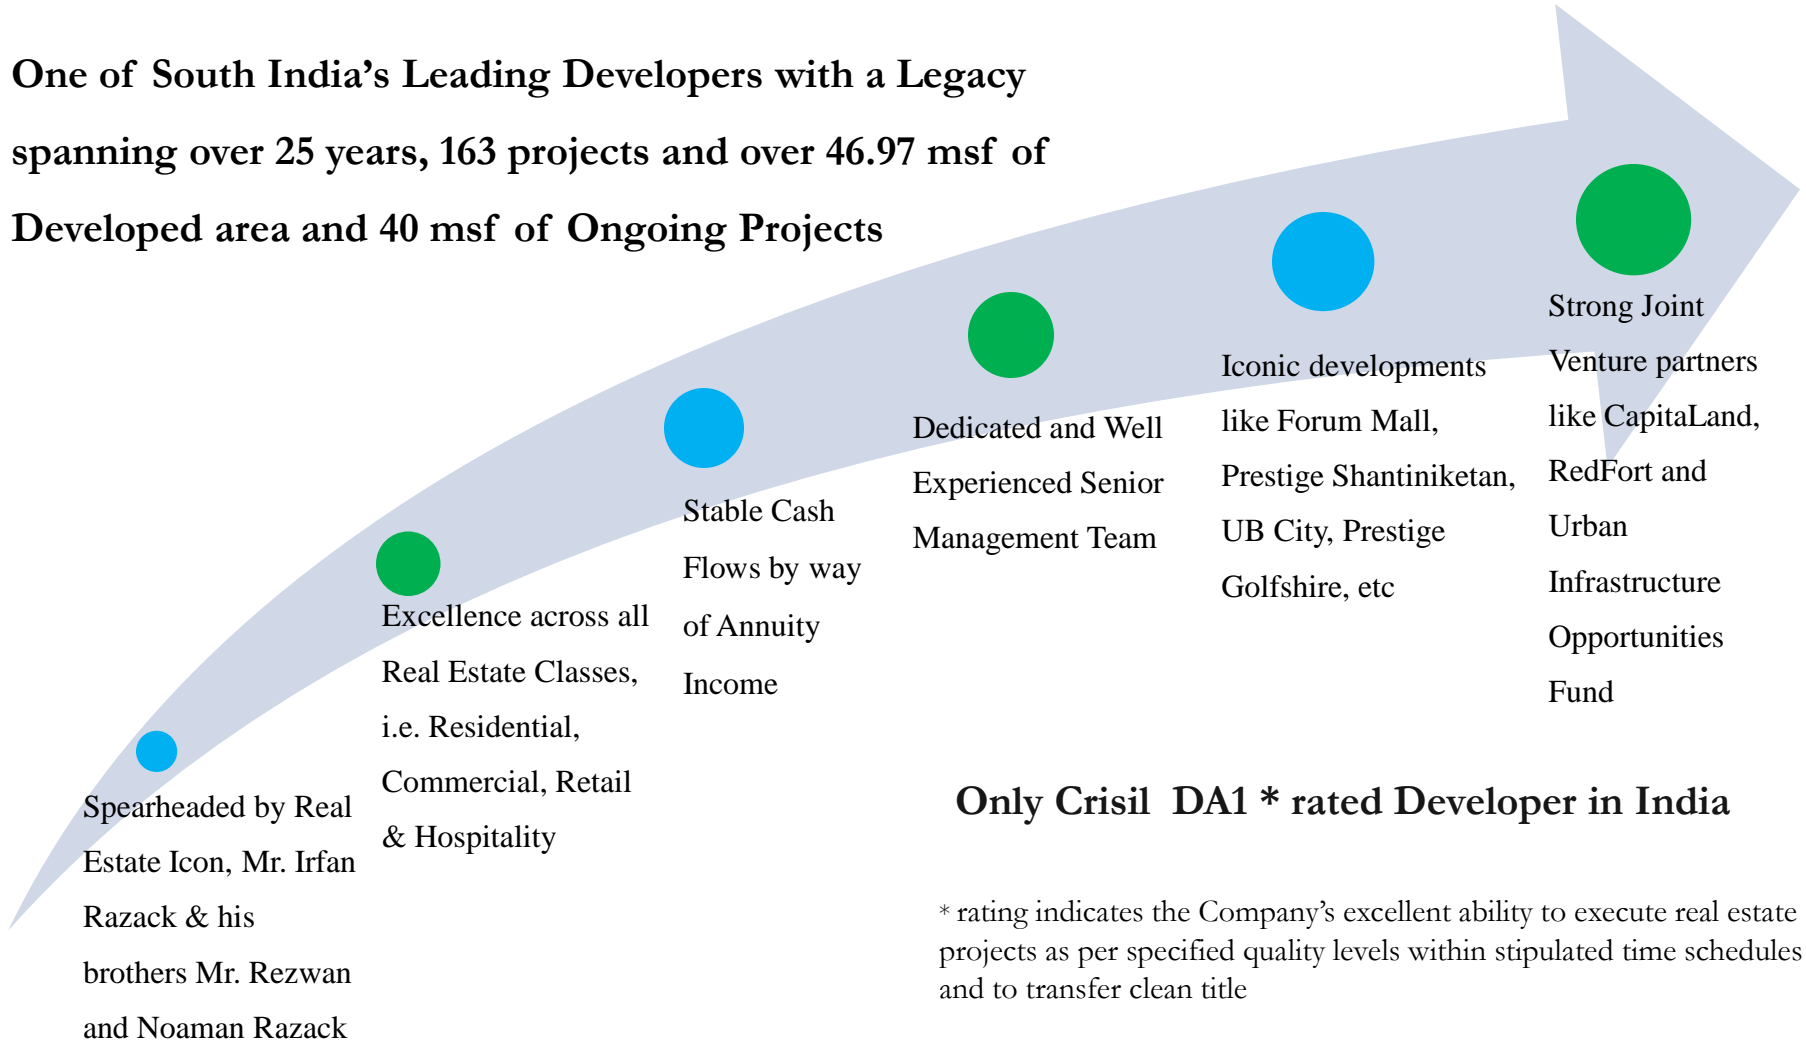 One of South India’s Leading Developers with a Legacy
spanning over 25 years, 163 projects and over 46.97 msf of
Developed area and 40 msf of Ongoing Projects
Spearheaded by Real
Estate Icon, Mr. Irfan
Razack & his
brothers Mr. Rezwan
and Noaman Razack
Excellence across all
Real Estate Classes,
i.e. Residential,
Commercial, Retail
& Hospitality
Stable Cash
Flows by way
of Annuity
Income
Dedicated and Well
Experienced Senior
Management Team
Iconic developments
like Forum Mall,
Prestige Shantiniketan,
UB City, Prestige
Golfshire, etc
Strong Joint
Venture partners
like CapitaLand,
RedFort and
Urban
Infrastructure
Opportunities
Fund
Only Crisil DA1 * rated Developer in India
* rating indicates the Company’s excellent ability to execute real estate
projects as per specified quality levels within stipulated time schedules
and to transfer clean title